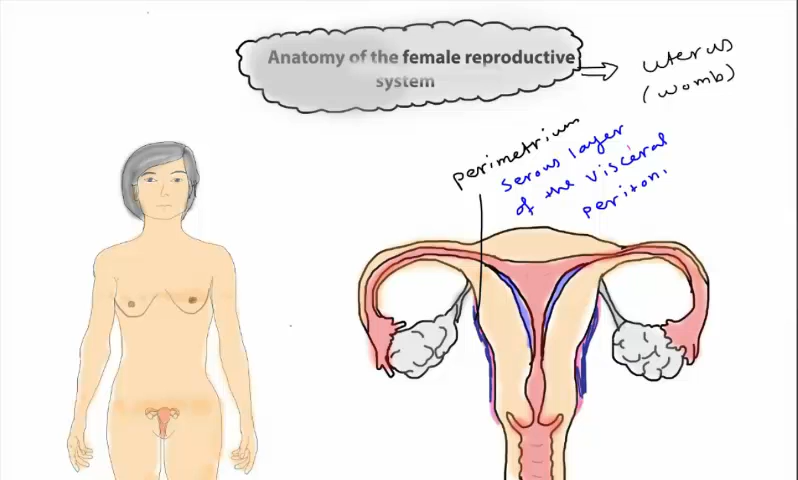 Anatomy of the female reproductive
system
uterus
(womb)
perimetrium
serous layer
of the visceral
periton.